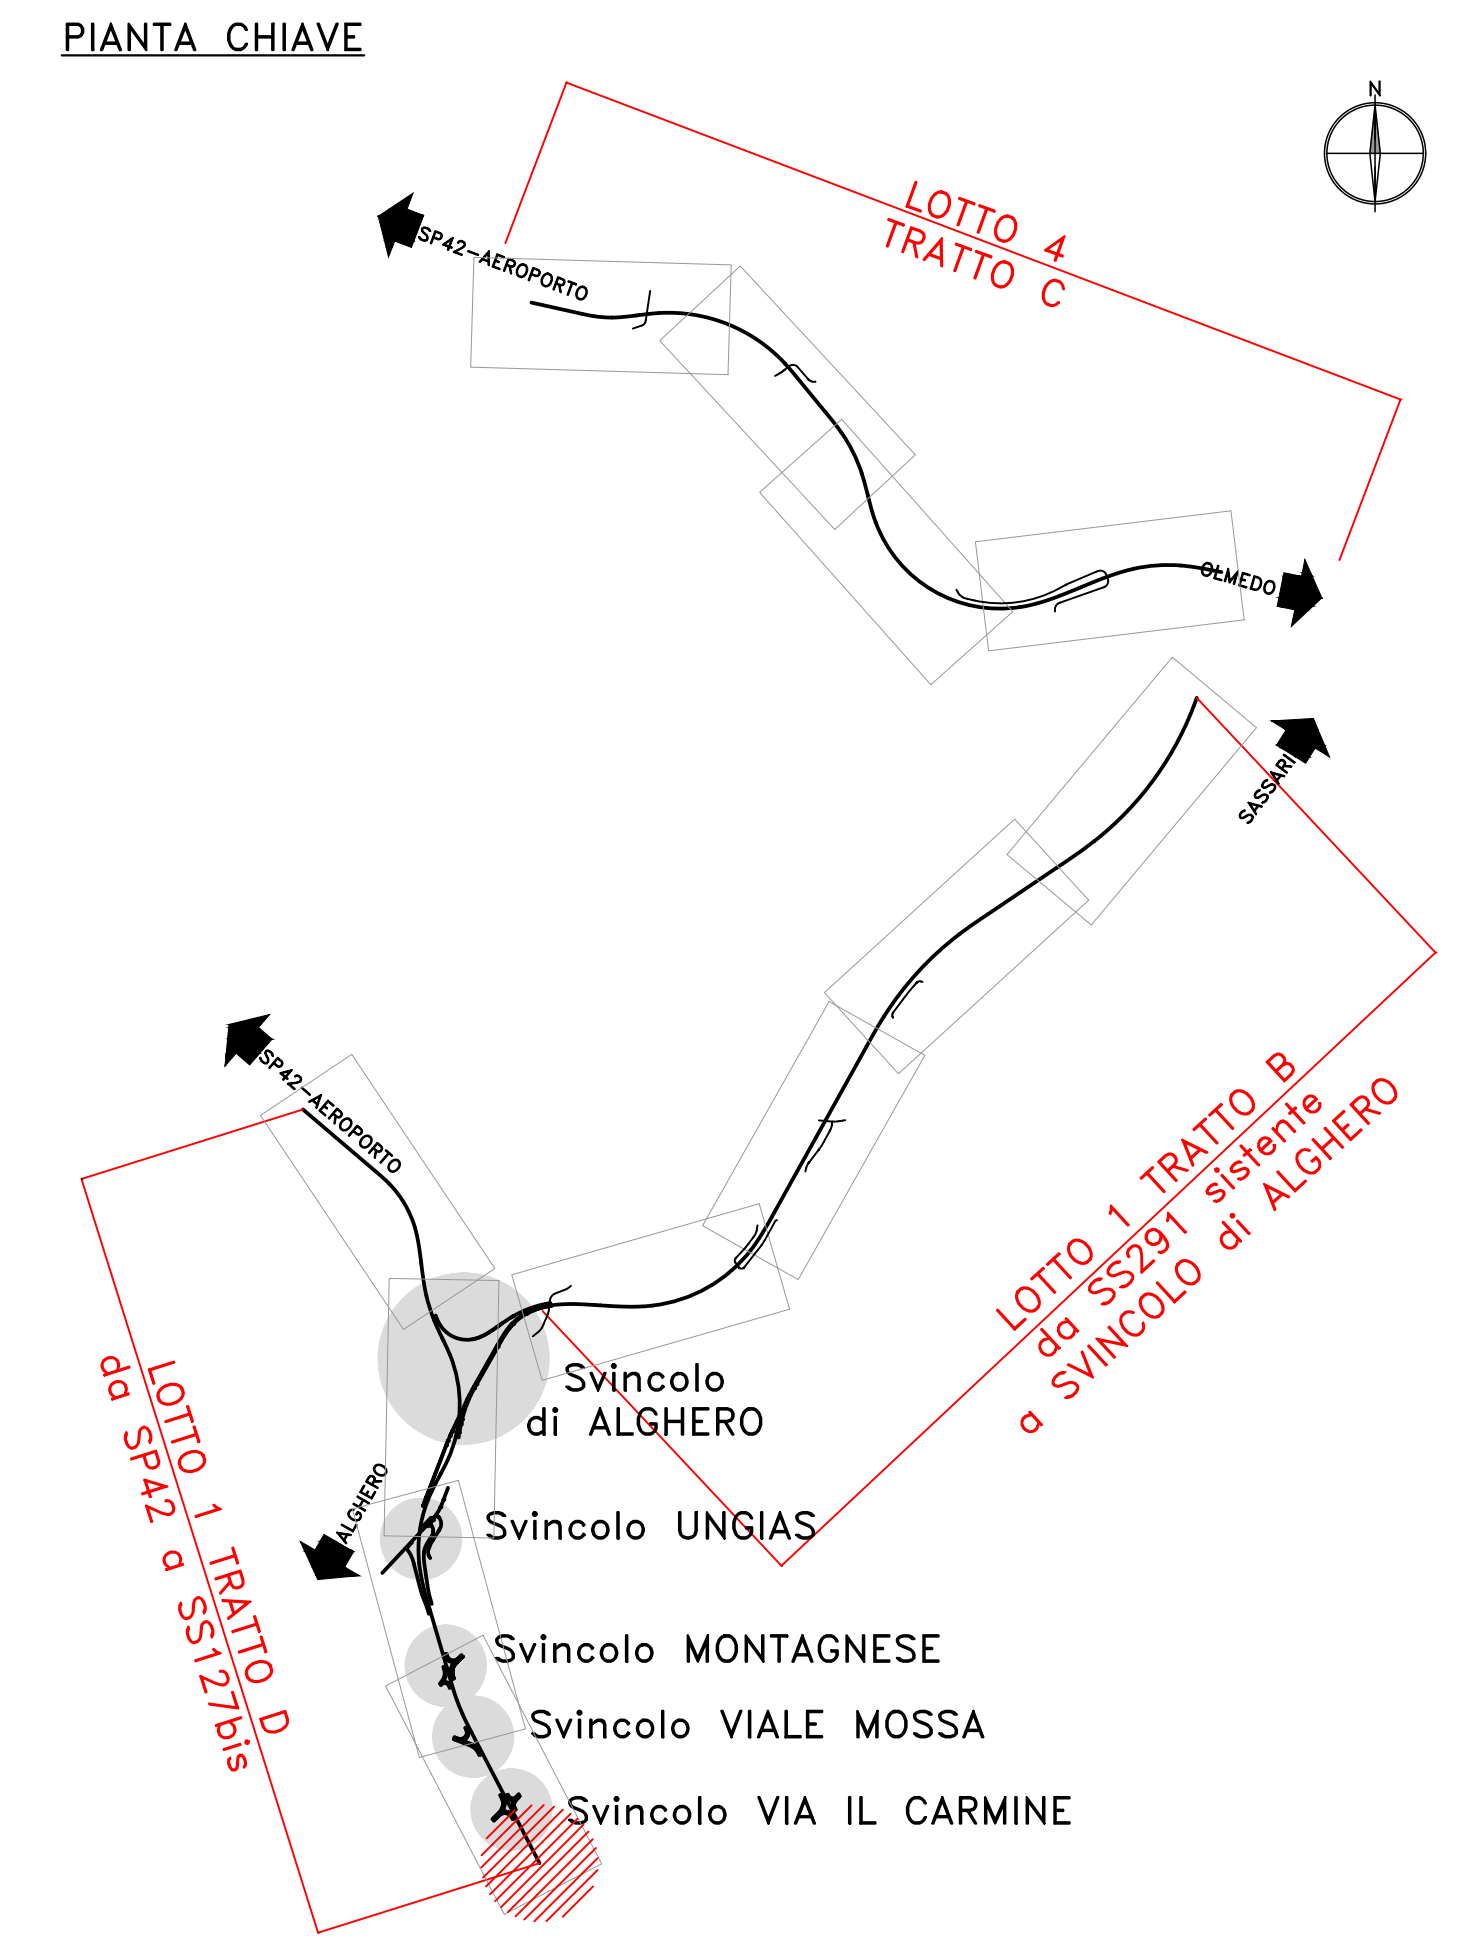 PIANTA CHIAVE
N
LOTTO 4
TRATTO C
SP42-AEROPORTO
OLMEDO
SASSARI
SP42-AEROPORTO
LOTTO 1 TRATTO B
da SS291 sistente
a SVINCOLO di ALGHERO
Svincolo
di ALGHERO
LOTTO 1 TRATTO D
da SP42 a SS127bis
ALGHERO
Svincolo UNGIAS
Svincolo MONTAGNESE
Svincolo VIALE MOSSA
Svincolo VIA IL CARMINE